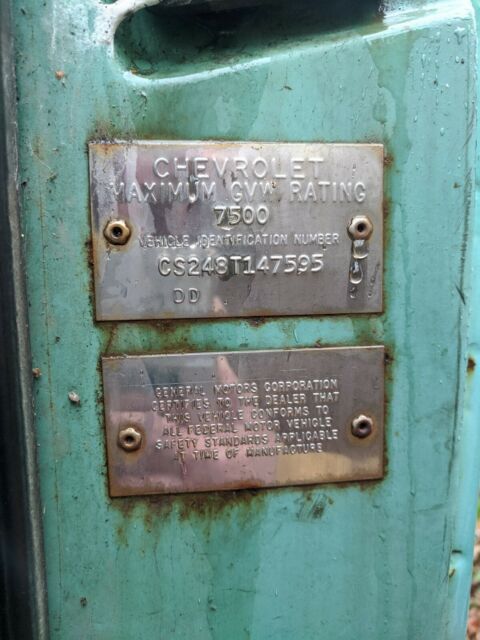 CHEVROLET
MAXIMUM GVW RATING
7500
VEHICLE IDENTIFICATION NUMBER
CS248T147595
DD
GENERAL MOTORS CORPORATION
CERTIFIES TO THE DEALER THAT
THIS VEHICLE CONFORMS TO
ALL FEDERAL MOTOR VEHICLE
SAFETY STANDARDS APPLICABLE
AT TIME OF MANUFACTURE